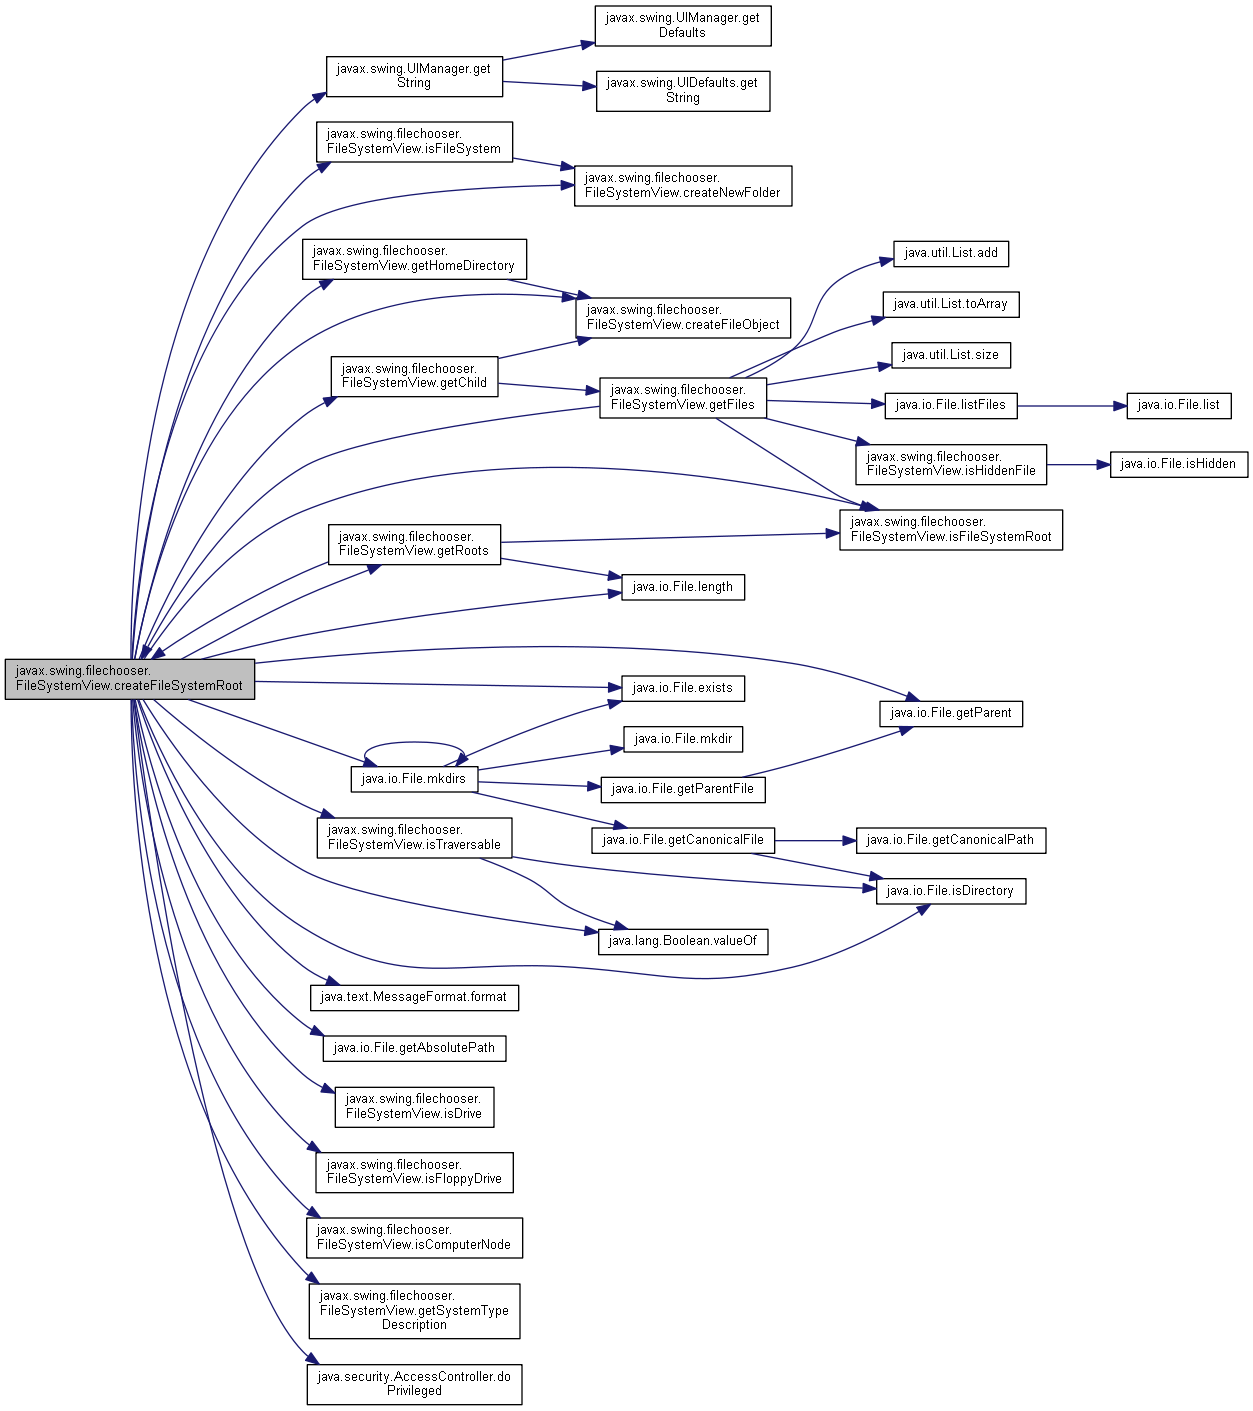 javax.swing.UIManager.get
Defaults
javax.swing.UIManager.get
String
javax.swing.UIDefaults.get
String
javax.swing.filechooser.
FileSystemView.isFileSystem
javax.swing.filechooser.
FileSystemView.createNewFolder
javax.swing.filechooser.
FileSystemView.getHomeDirectory
java.util.List.add
java.util.List.toArray
javax.swing.filechooser.
FileSystemView.createFileObject
java.util.List.size
javax.swing.filechooser.
FileSystemView.getChild
javax.swing.filechooser.
FileSystemView.getFiles
java.io.File.listFiles
java.io.File.list
javax.swing.filechooser.
FileSystemView.isHiddenFile
java.io.File.isHidden
javax.swing.filechooser.
FileSystemView.isFileSystemRoot
javax.swing.filechooser.
FileSystemView.getRoots
java.io.File.length
javax.swing.filechooser.
FileSystemView.createFileSystemRoot
java.io.File.exists
java.io.File.getParent
java.io.File.mkdir
java.io.File.mkdirs
java.io.File.getParentFile
javax.swing.filechooser.
FileSystemView.isTraversable
java.io.File.getCanonicalFile
java.io.File.getCanonicalPath
java.io.File.isDirectory
java.lang.Boolean.valueOf
java.text.MessageFormat.format
java.io.File.getAbsolutePath
javax.swing.filechooser.
FileSystemView.isDrive
javax.swing.filechooser.
FileSystemView.isFloppyDrive
javax.swing.filechooser.
FileSystemView.isComputerNode
javax.swing.filechooser.
FileSystemView.getSystemType
Description
java.security.AccessController.do
Privileged